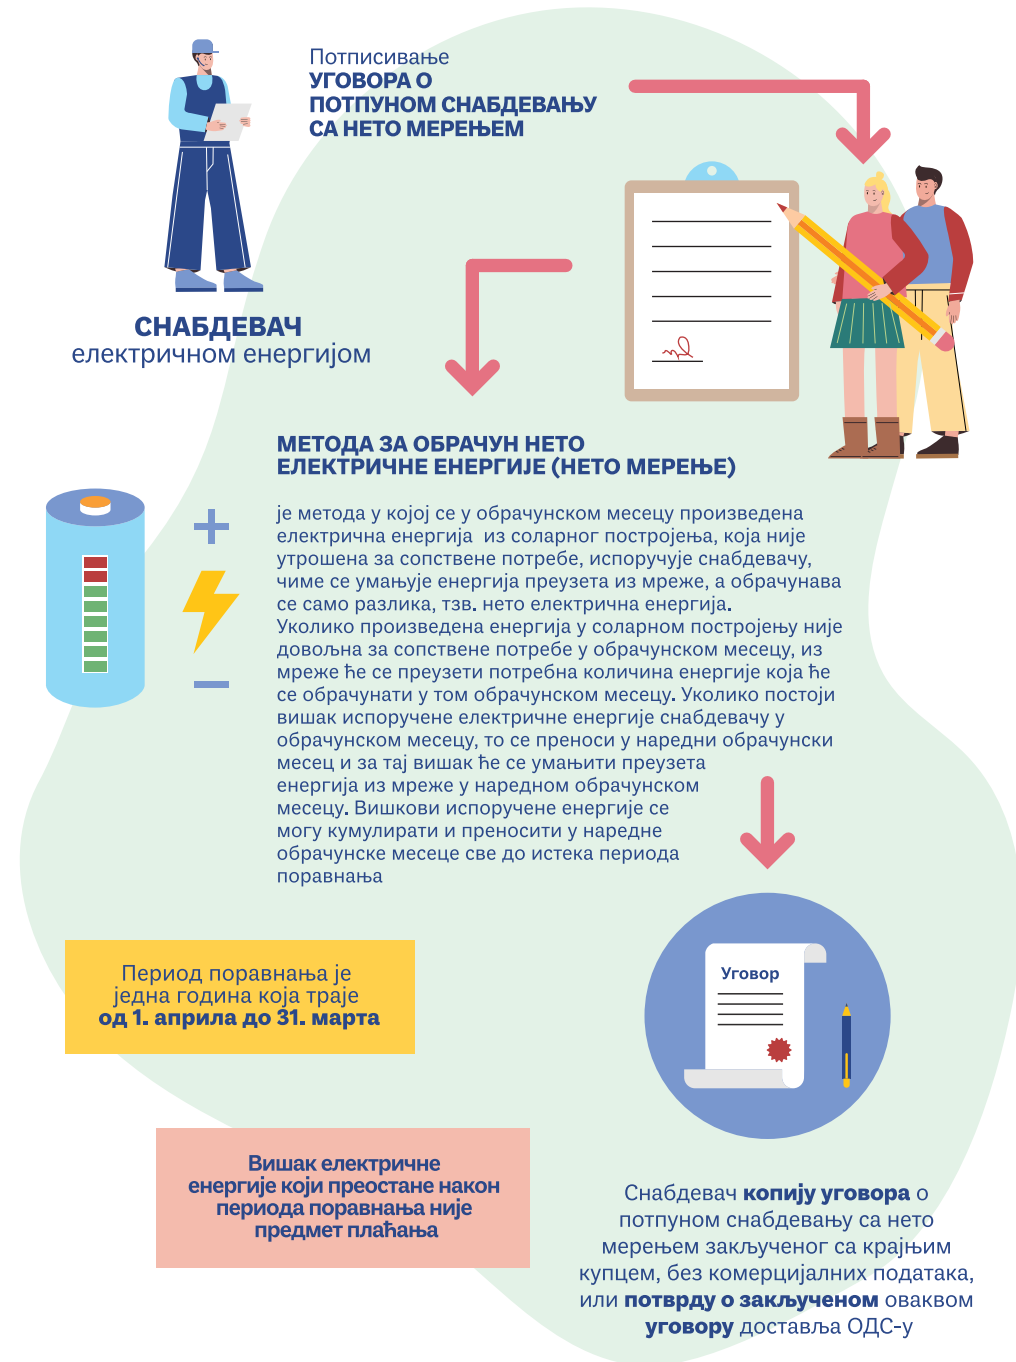 Потписивање
УГОВОРА О
ПОТПУНОМ СНАБДЕВАЊУ
СА НЕТО МЕРЕЊЕМ
СНАБДЕВАЧ
електричном енергијом
МЕТОДА ЗА ОБРАЧУН НЕТО
ЕЛЕКТРИЧНЕ ЕНЕРГИЈЕ (НЕТО МЕРЕЊЕ)
је метода у којој се у обрачунском месецу произведена
електрична енергија из соларног постројења, која није
утрошена за сопствене потребе, испоручује снабдевачу,
чиме се умањује енергија преузета из мреже, а обрачунава
се само разлика, тзв. нето електрична енергија.
Уколико произведена енергија у соларном постројењу није
довољна за сопствене потребе у обрачунском месецу, из
мреже ће се преузети потребна количина енергије која ће
се обрачунати у том обрачунском месецу. Уколико постоји
вишак испоручене електричне енергије снабдевачу у
обрачунском месецу, то се преноси у наредни обрачунски
месец и за тај вишак ће се умањити преузета
енергија из мреже у наредном обрачунском
месецу. Вишкови испоручене енергије се
могу кумулирати и преносити у наредне
обрачунске месеце све до истека периода
поравнања
Период поравнања је
једна година која траје
од 1. априла до 31. марта
Уговор
Вишак електричне
енергије који преостане након
периода поравнања није
предмет плаћања
Снабдевач копију уговора о
потпуном снабдевању са нето
мерењем закљученог са крајњим
купцем, без комерцијалних података,
или потврду о закљученом оваквом
уговору доставља ОДС-у